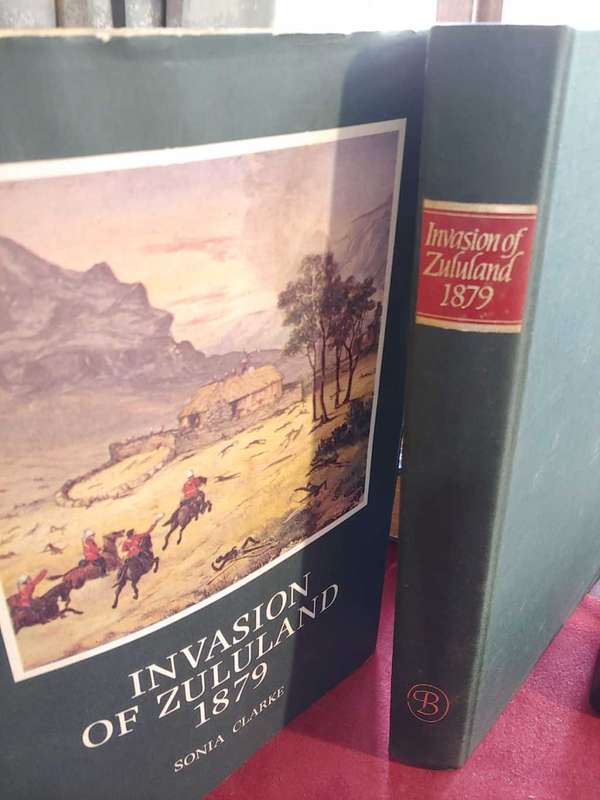 INVASION
OF ZULULAND
1879
SONIA CLARKE
Invasion of
Zululand
1879
B